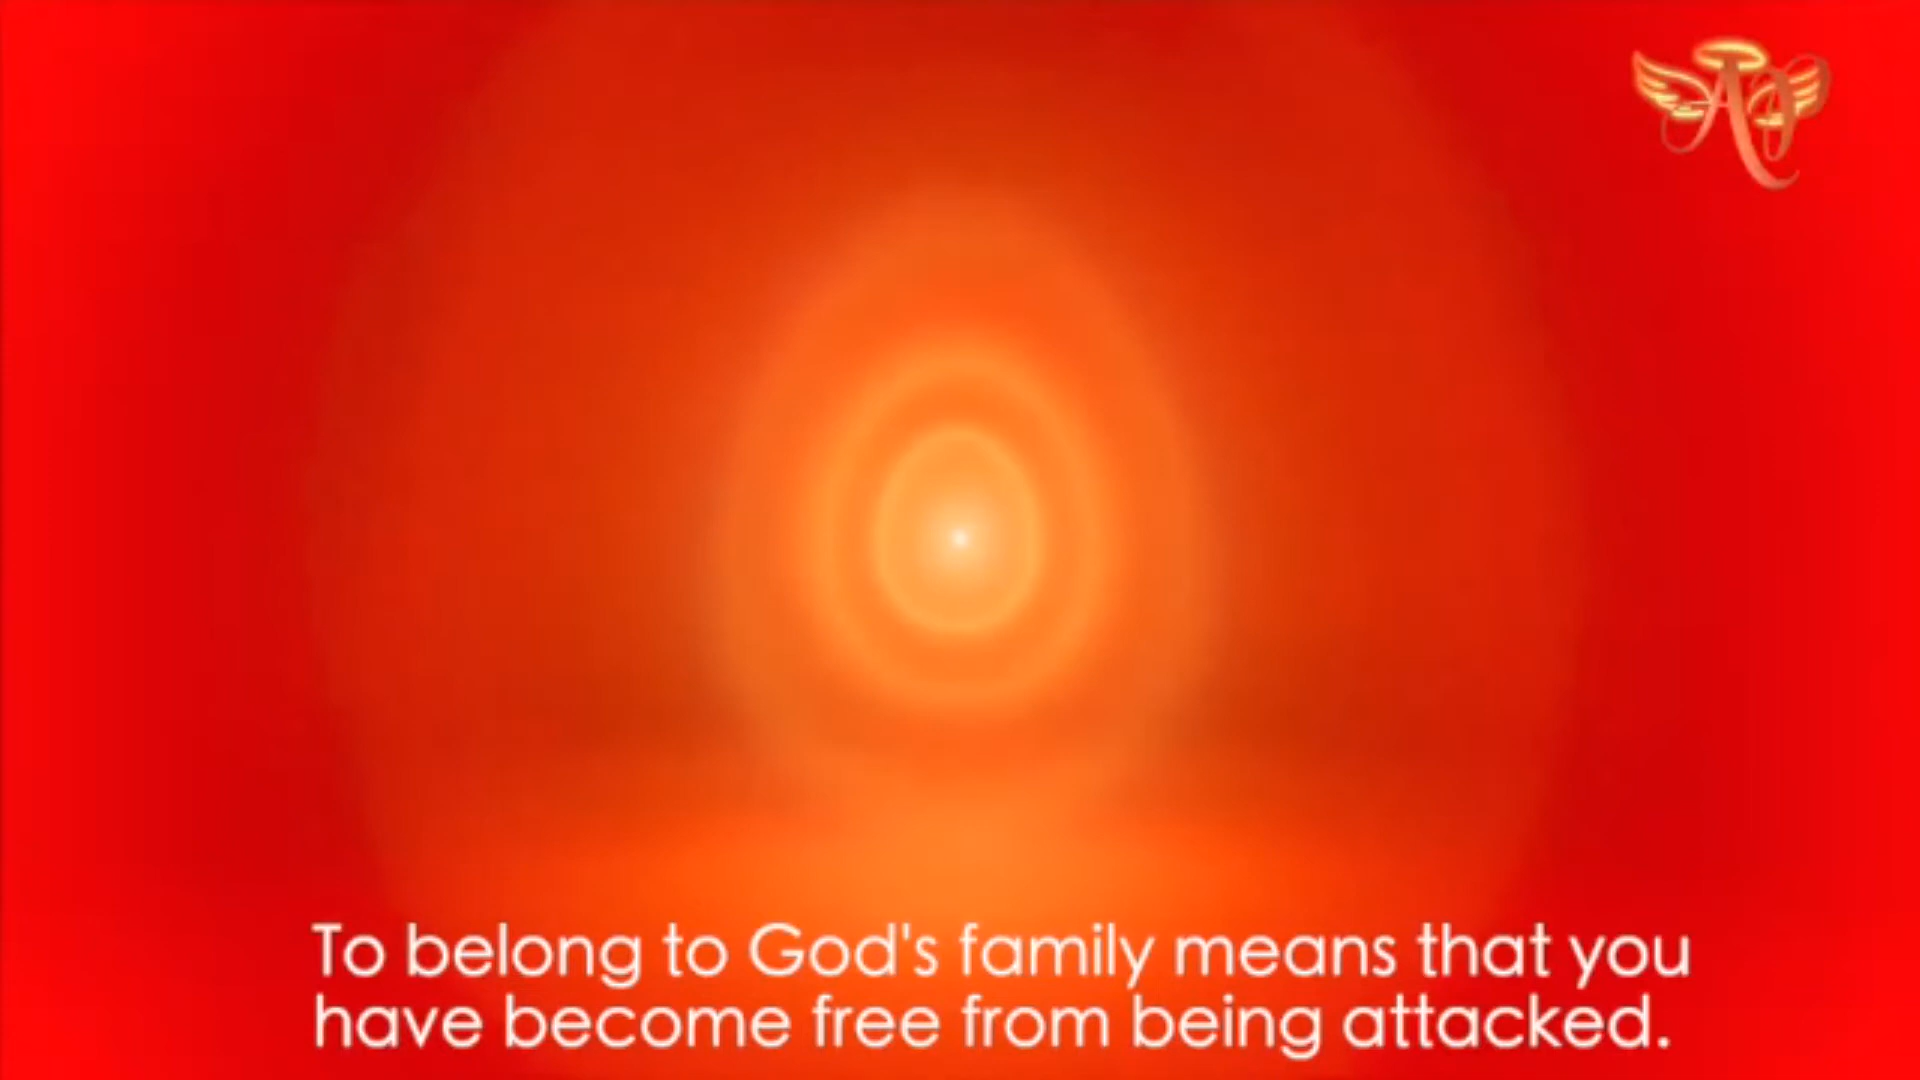 To belong to God's family means that you
have become free from being attacked.